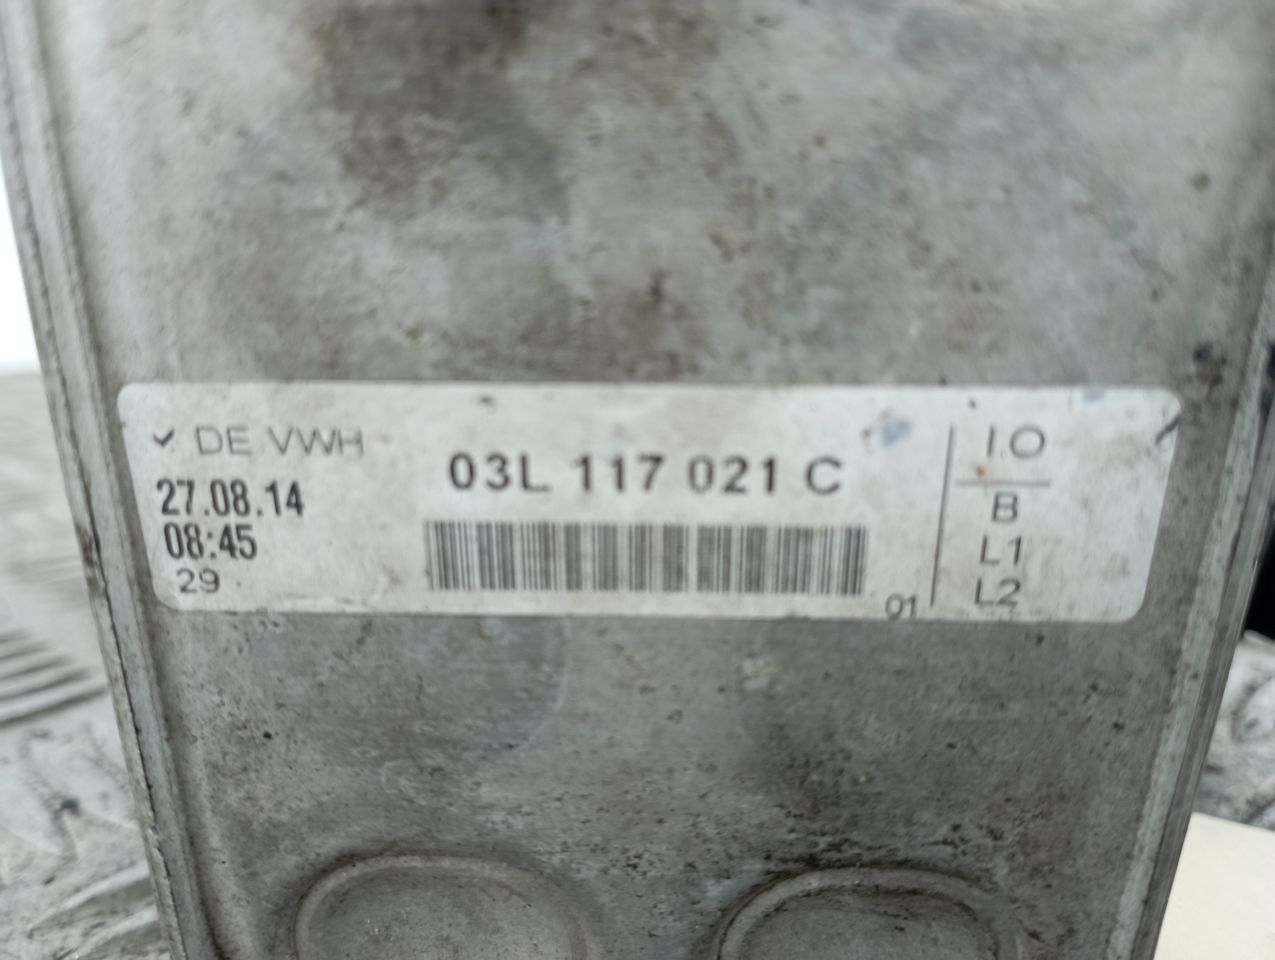 DE VWH
27.08.14
08:45
29
03L 117 021 C
01
I.O
B
L1
L2